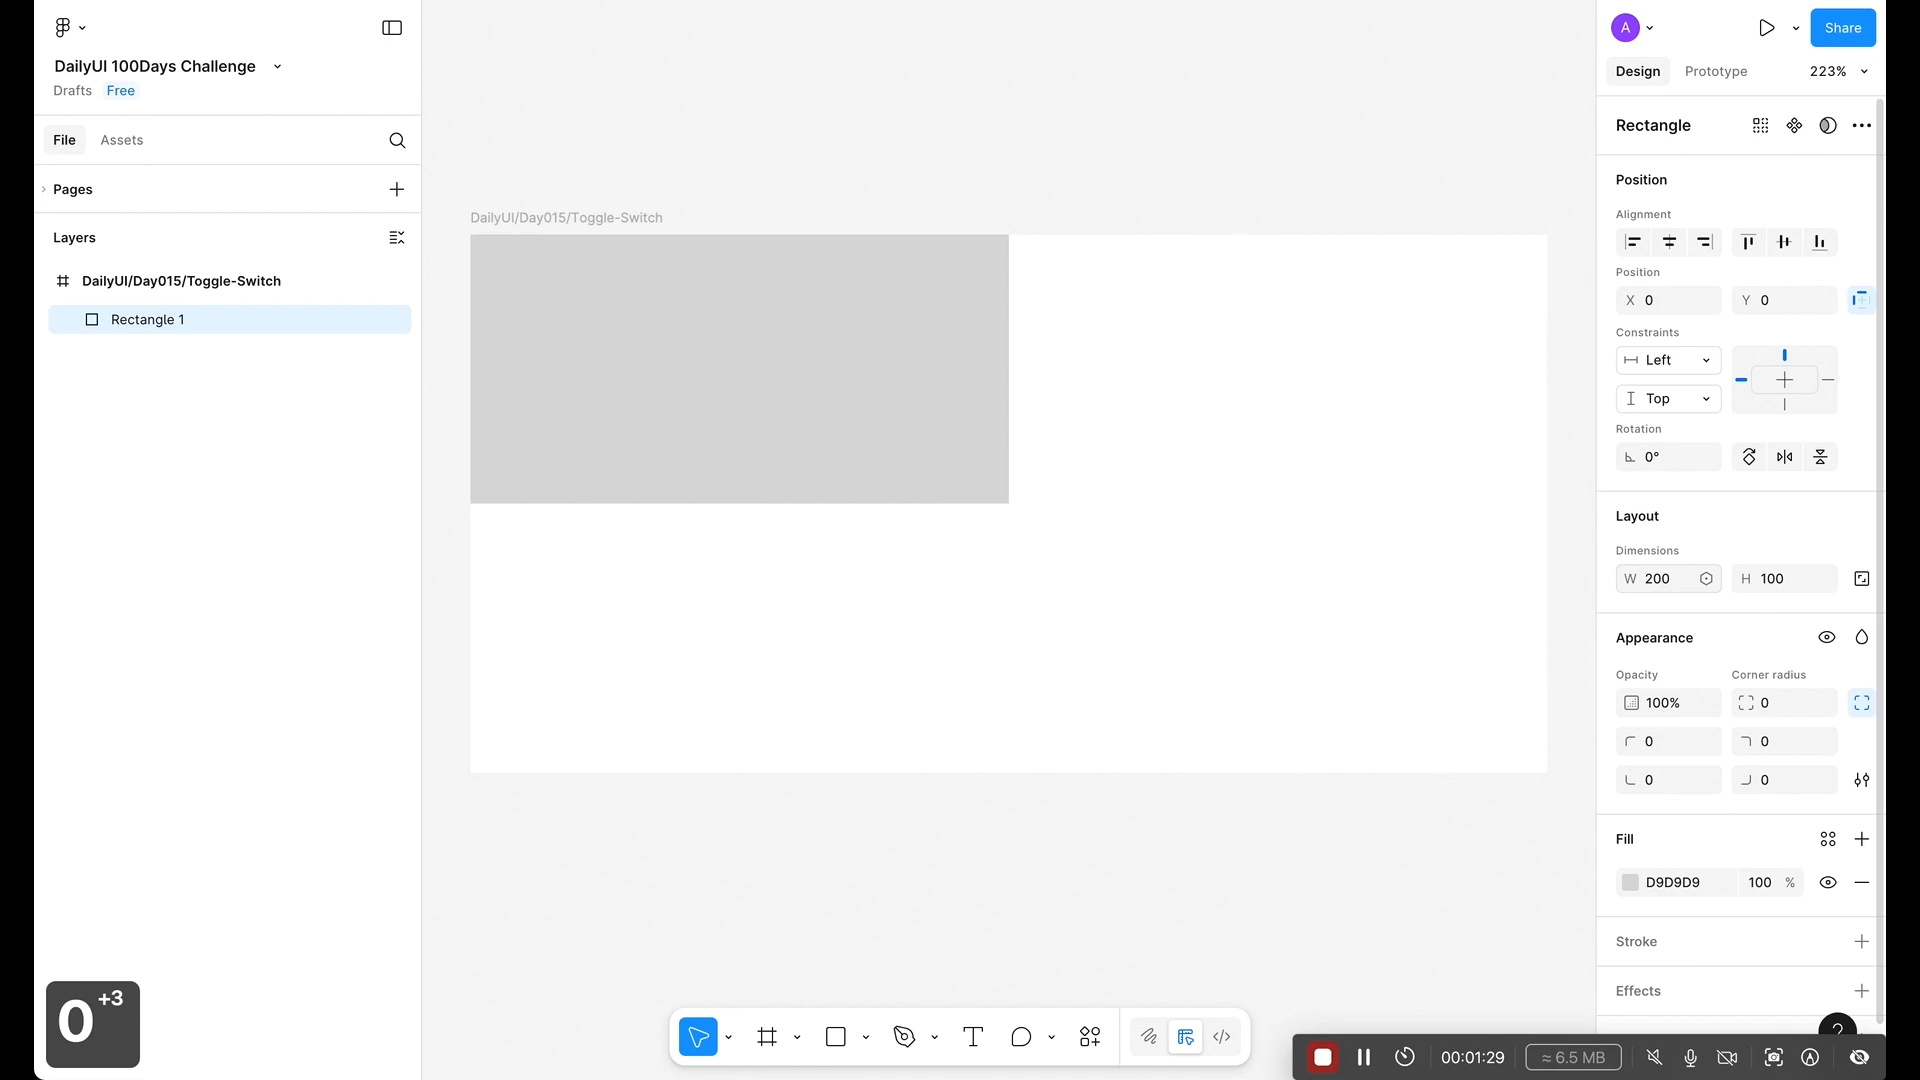 DailyUI 100Days Challenge
Drafts Free
File Assets
Pages
Layers
DailyUI/Day015/Toggle-Switch
Rectangle 1
0 +3
DailyUI/Day015/Toggle-Switch
A
Share
Design Prototype 223%
Rectangle
Position
Alignment
Position
X 0 Y 0
Constraints
Left
Top
Rotation
0°
Layout
Dimensions
W 200 H 100
Appearance
Opacity Corner radius
100% 0
0 0
0 0
Fill
D9D9D9 100 %
Stroke
Effects
?
00:01:29 ≈ 6.5 MB